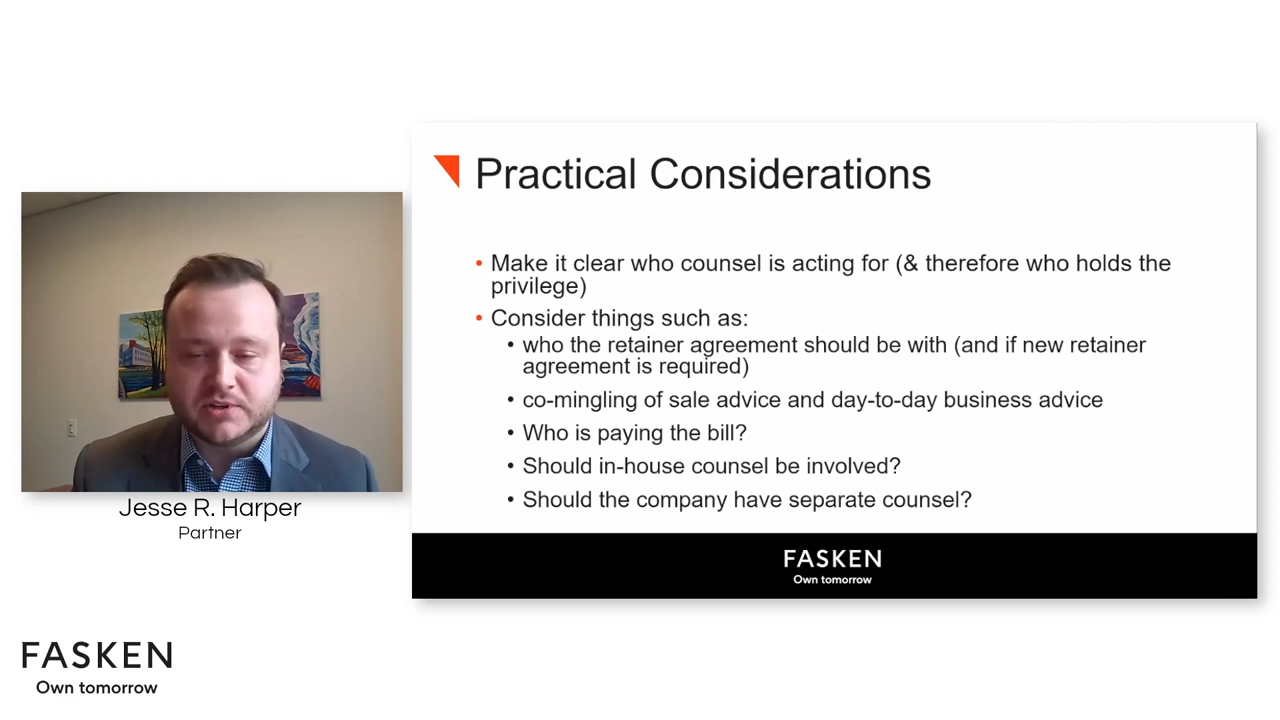 Practical Considerations
• Make it clear who counsel is acting for (& therefore who holds the
privilege)
• Consider things such as:
• who the retainer agreement should be with (and if new retainer
agreement is required)
• co-mingling of sale advice and day-to-day business advice
• Who is paying the bill?
• Should in-house counsel be involved?
• Should the company have separate counsel?
FASKEN
Own tomorrow
Jesse R. Harper
Partner
FASKEN
Own tomorrow